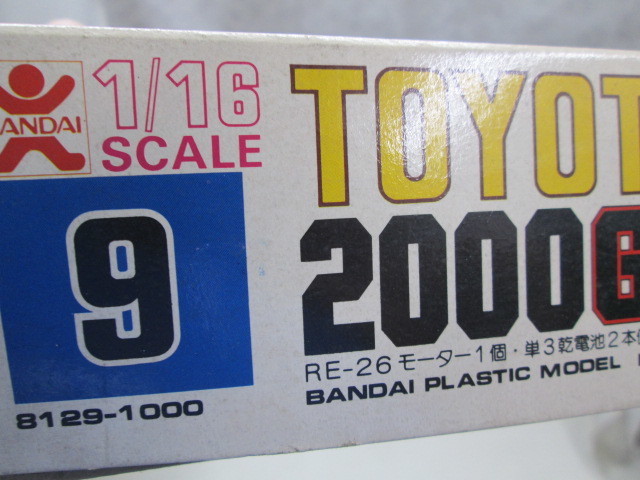 BANDAI
1/16
SCALE
9
8129-1000
TOYOT
2000G
RE-26モーター1個・単3乾電池2本
BANDAI PLASTIC MODEL